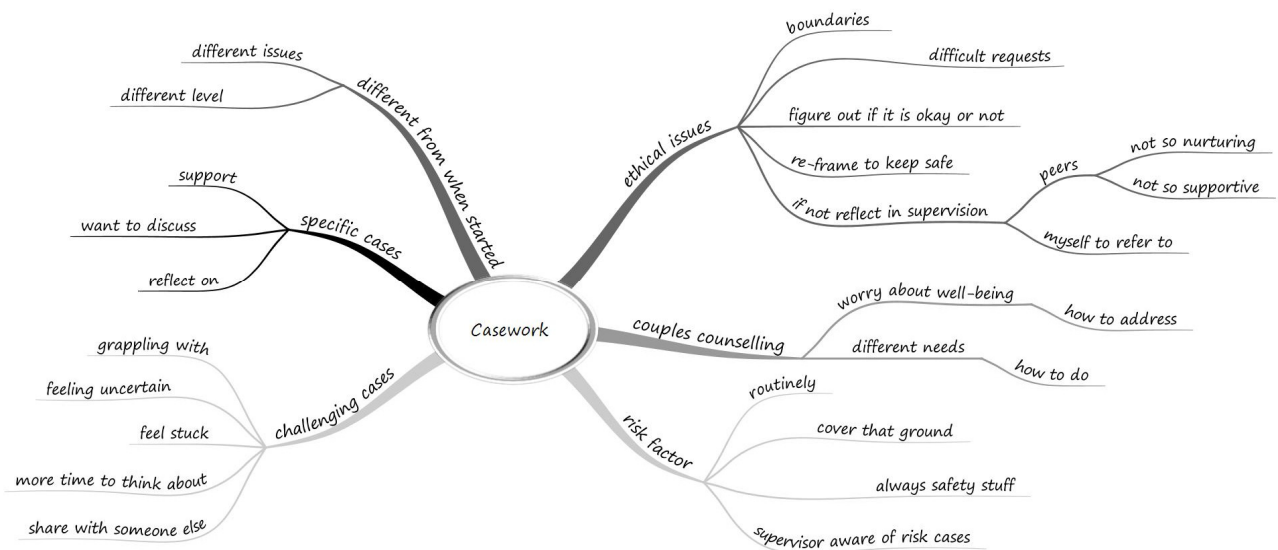 Casework
different from when started
different issues
different level
specific cases
support
want to discuss
reflect on
challenging cases
grappling with
feeling uncertain
feel stuck
more time to think about
share with someone else
ethical issues
boundaries
difficult requests
figure out if it is okay or not
re-frame to keep safe
if not reflect in supervision
peers
not so nurturing
not so supportive
myself to refer to
couples counselling
worry about well-being
how to address
different needs
how to do
risk factor
routinely
cover that ground
always safety stuff
supervisor aware of risk cases